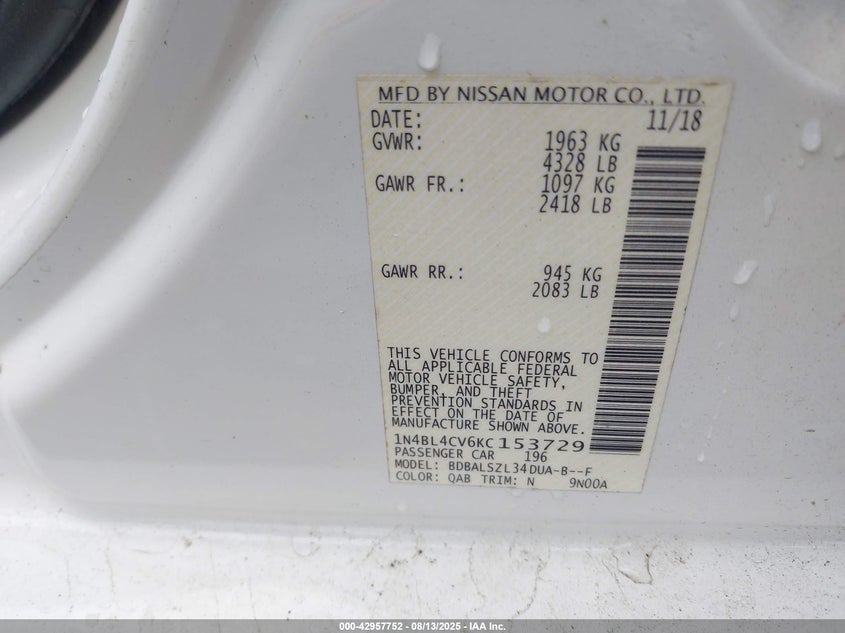 MFD BY NISSAN MOTOR CO., LTD.
DATE: 11/18
GVWR: 1963 KG
4328 LB
GAWR FR.: 1097 KG
2418 LB
GAWR RR.: 945 KG
2083 LB
THIS VEHICLE CONFORMS TO
ALL APPLICABLE FEDERAL
MOTOR VEHICLE SAFETY,
BUMPER, AND THEFT
PREVENTION STANDARDS IN
EFFECT ON THE DATE OF
MANUFACTURE SHOWN ABOVE.
1N4BL4CV6KC153729
PASSENGER CAR 196
MODEL: BDBALSZL34DUA-B--F
COLOR: QAB TRIM: N 9N00A
000-42957752 - 08/13/2025 - IAA Inc.